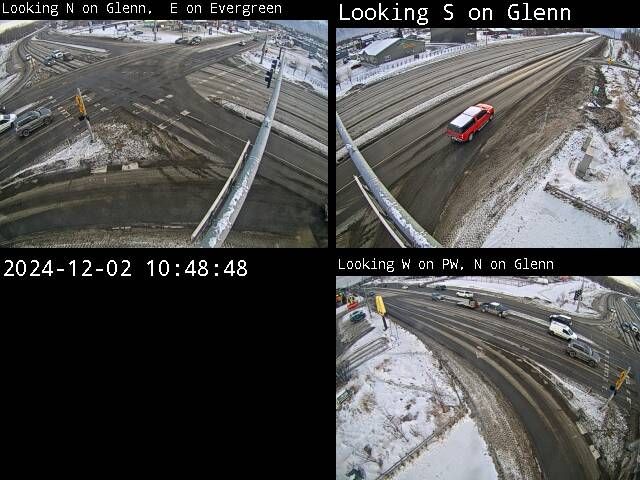 Looking N on Glenn,  E on Evergreen
Looking S on Glenn
2024-12-02 10:48:48
Looking W on PW, N on Glenn